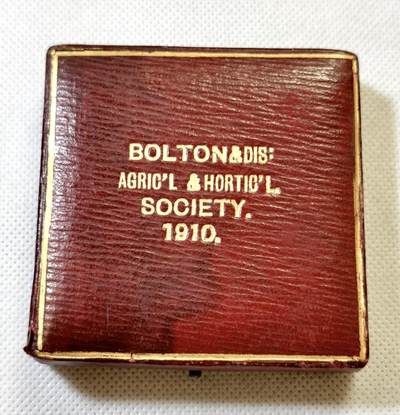 BOLTON&DIS:
AGRIC'L & HORTIC'L.
SOCIETY.
1910.